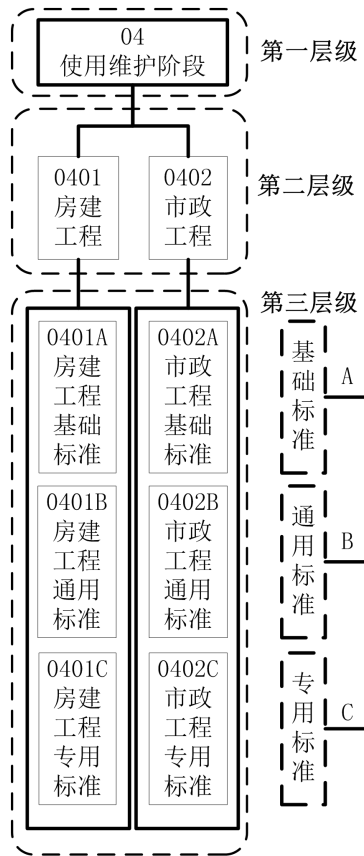 04
使用维护阶段
第一层级
0401
房建
工程
0402
市政
工程
第二层级
第三层级
0401A
房建
工程
基础
标准
0402A
市政
工程
基础
标准
基
础
标
准
A
0401B
房建
工程
通用
标准
0402B
市政
工程
通用
标准
通
用
标
准
B
0401C
房建
工程
专用
标准
0402C
市政
工程
专用
标准
专
用
标
准
C